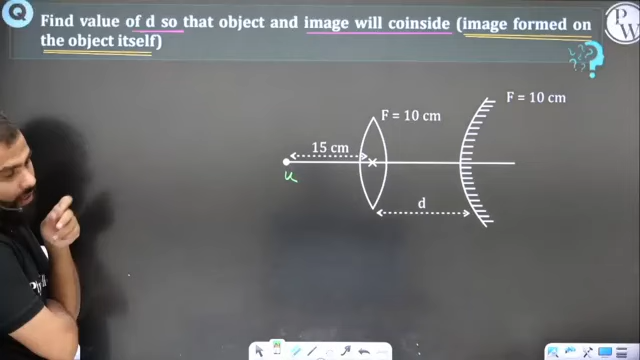 Find value of d so that object and image will coinside (image formed on
the object itself)
P
W
F = 10 cm
F = 10 cm
15 cm
u
d